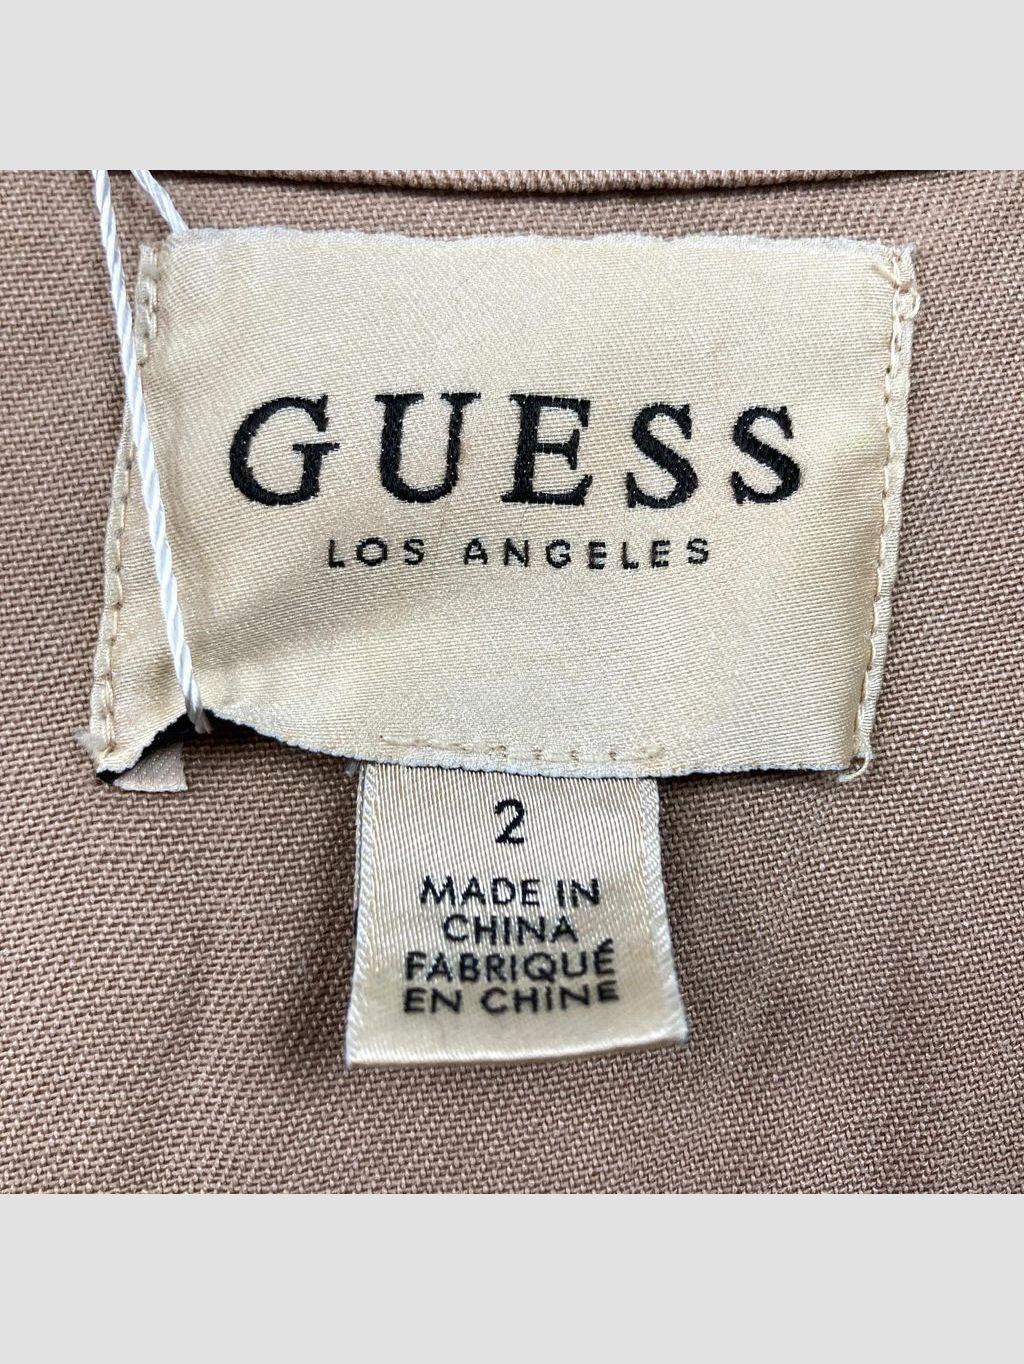 GUESS
LOS ANGELES
2
MADE IN
CHINA
FABRIQUÉ
EN CHINE